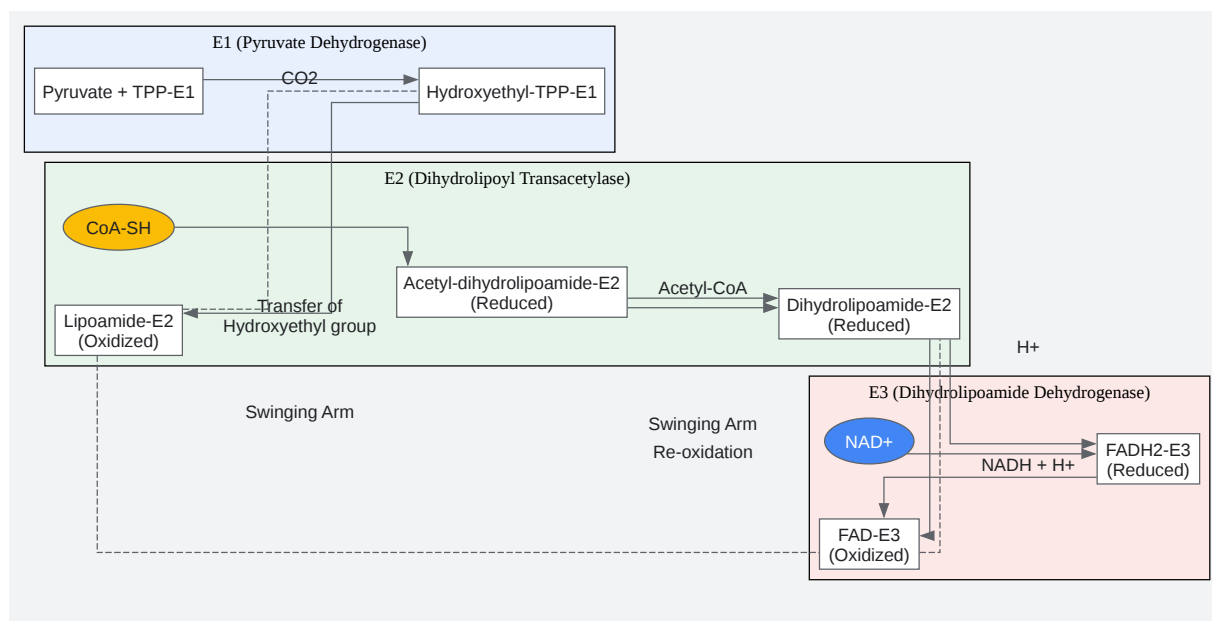 E1 (Pyruvate Dehydrogenase)
Pyruvate + TPP-E1
CO2
Hydroxyethyl-TPP-E1
E2 (Dihydrolipoyl Transacetylase)
CoA-SH
Acetyl-dihydrolipoamide-E2
(Reduced)
Acetyl-CoA
Dihydrolipoamide-E2
(Reduced)
Lipoamide-E2
(Oxidized)
Transfer of
Hydroxyethyl group
H+
E3 (Dihydrolipoamide Dehydrogenase)
Swinging Arm
Swinging Arm
Re-oxidation
NAD+
FADH2-E3
(Reduced)
NADH + H+
FAD-E3
(Oxidized)